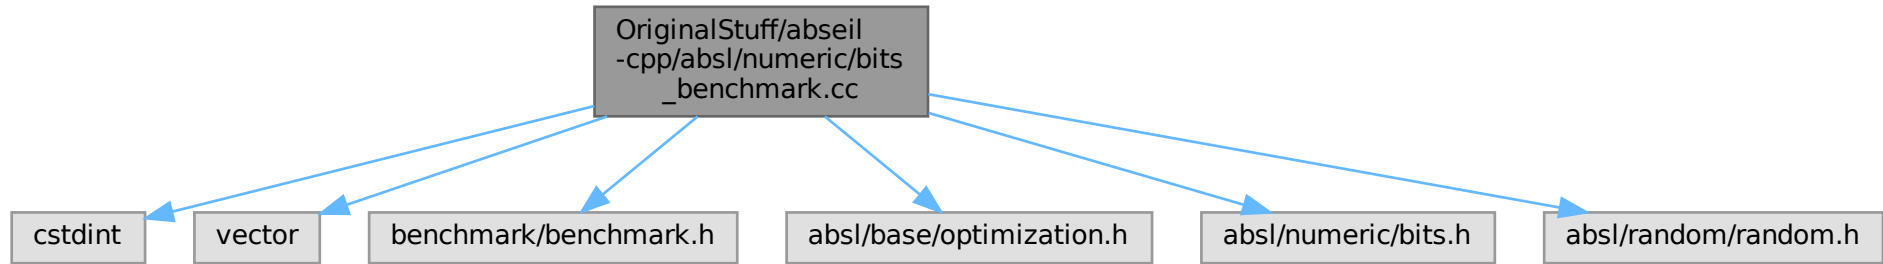 OriginalStuff/abseil
-cpp/absl/numeric/bits
_benchmark.cc
cstdint
vector
benchmark/benchmark.h
absl/base/optimization.h
absl/numeric/bits.h
absl/random/random.h